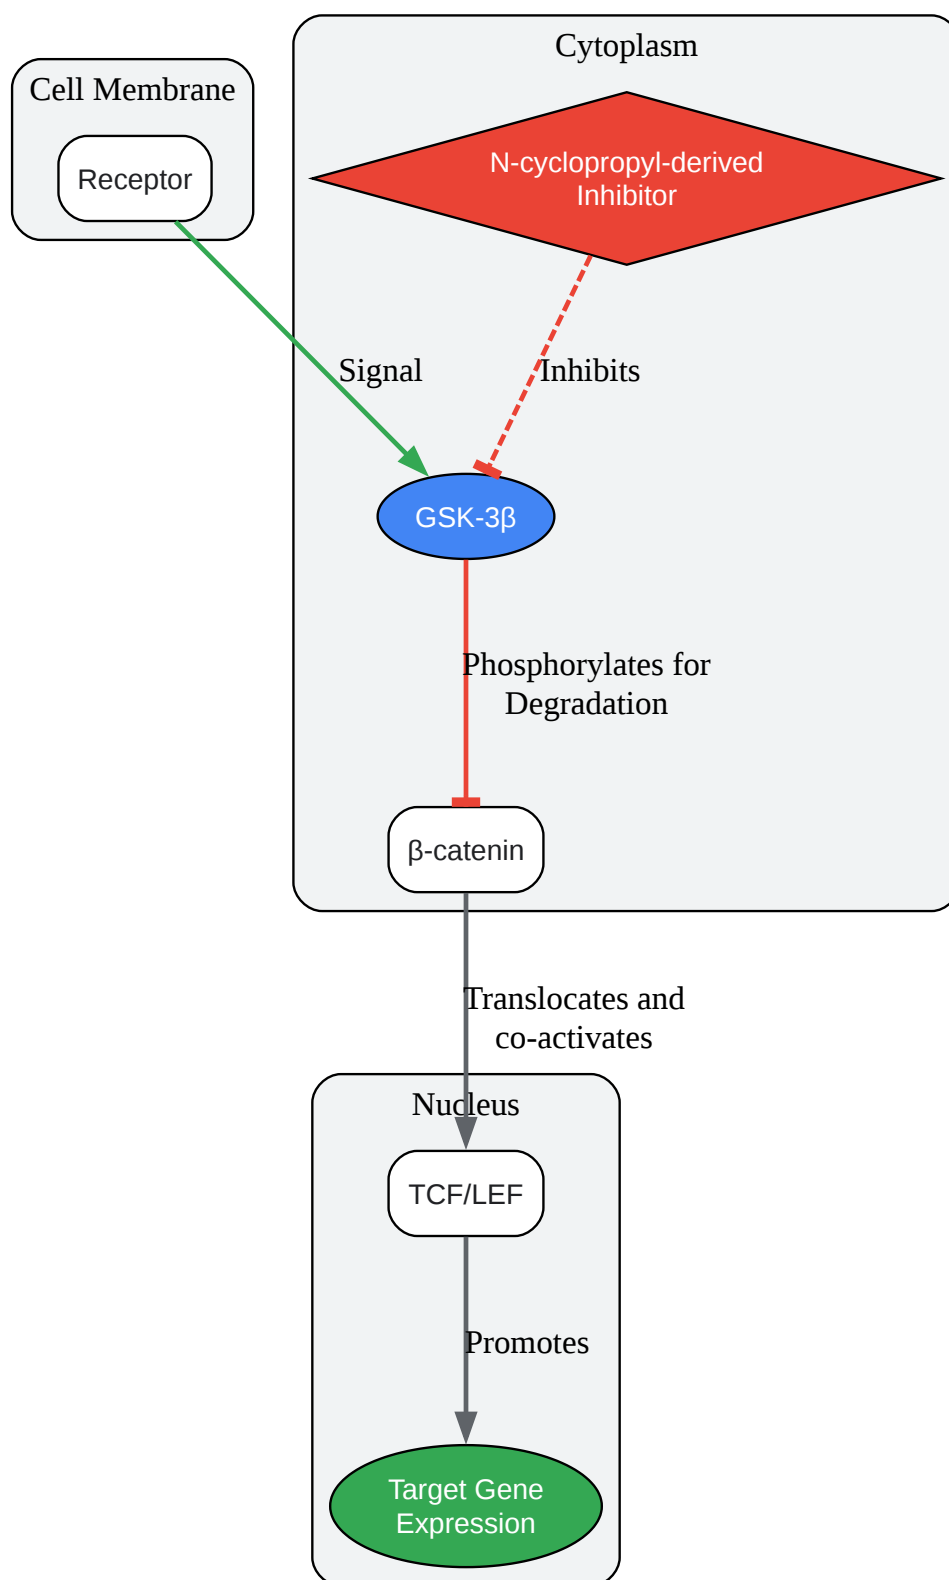 Cytoplasm
Cell Membrane
Receptor
N-cyclopropyl-derived
Inhibitor
Signal
Inhibits
GSK-3β
Phosphorylates for
Degradation
β-catenin
Translocates and
co-activates
Nucleus
TCF/LEF
Promotes
Target Gene
Expression